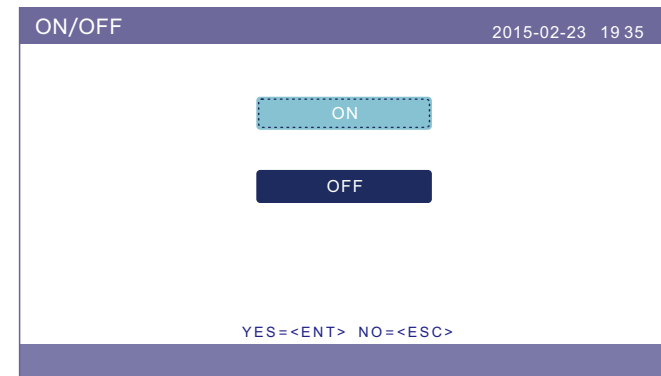 ON/OFF 2015-02-23 19 35
ON
OFF
YES=<ENT> NO=<ESC>